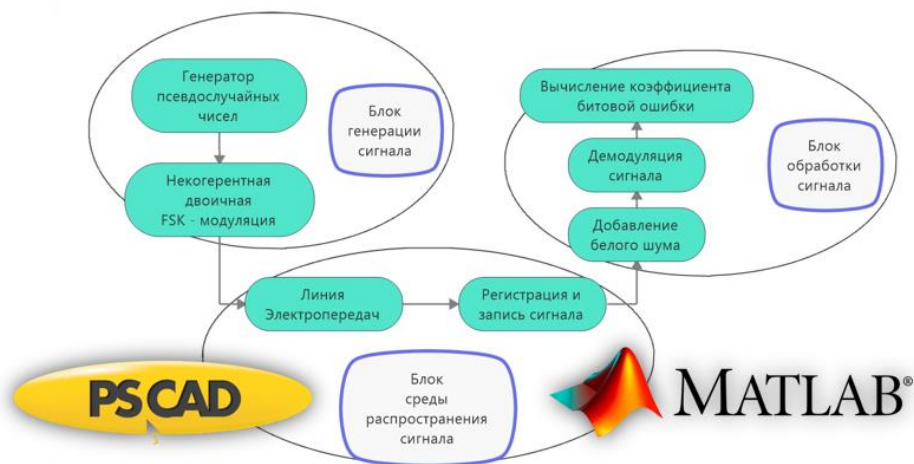 Генератор
псевдослучайных
чисел
Некогерентная
двоичная
FSK - модуляция
Блок
генерации
сигнала
Линия
Электропередач
Регистрация и
запись сигнала
Блок
среды
распространения
сигнала
Добавление
белого шума
Демодуляция
сигнала
Вычисление коэффициента
битовой ошибки
Блок
обработки
сигнала
PSCAD
MATLAB®